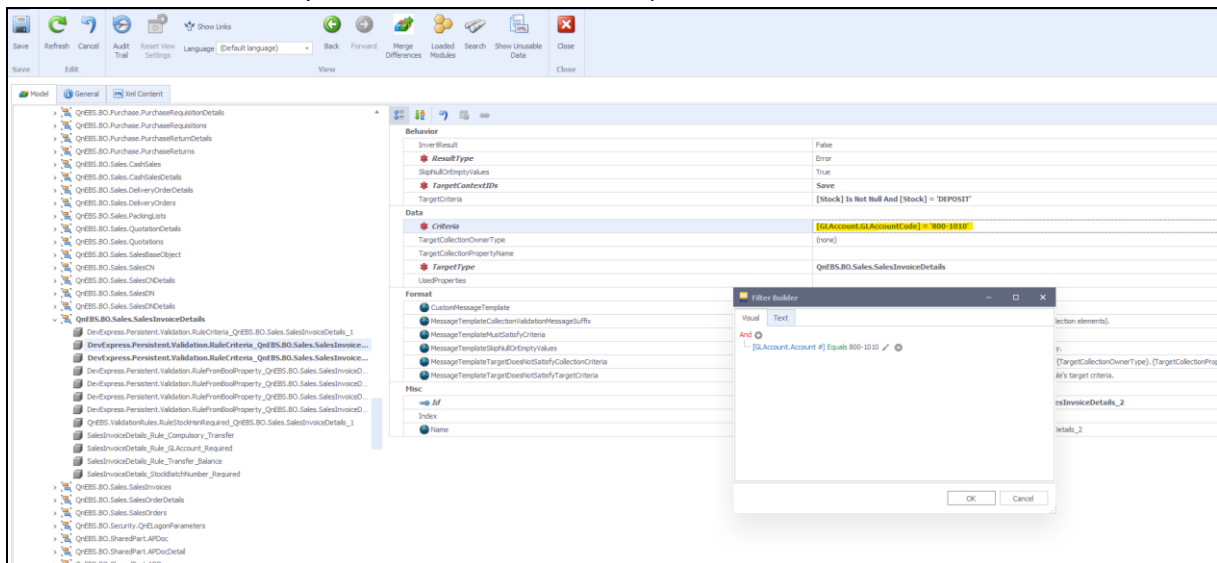 Show Links
Save
Refresh
Cancel
Audit Trail
Reset View Settings
Language
(Default language)
Back
Forward
Merge Differences
Loaded Modules
Search
Show Unusable Data
Close
Save
Edit
View
Close
Model
General
Xml Content
QnEBS.BO.Purchase.PurchaseRequisitionDetails
QnEBS.BO.Purchase.PurchaseRequisitions
QnEBS.BO.Purchase.PurchaseReturnDetails
QnEBS.BO.Purchase.PurchaseReturns
QnEBS.BO.Sales.CashSales
QnEBS.BO.Sales.CashSalesDetails
QnEBS.BO.Sales.DeliveryOrderDetails
QnEBS.BO.Sales.DeliveryOrders
QnEBS.BO.Sales.PackingLists
QnEBS.BO.Sales.QuotationDetails
QnEBS.BO.Sales.Quotations
QnEBS.BO.Sales.SalesBaseObject
QnEBS.BO.Sales.SalesCN
QnEBS.BO.Sales.SalesCNDetails
QnEBS.BO.Sales.SalesDN
QnEBS.BO.Sales.SalesDNDetails
QnEBS.BO.Sales.SalesInvoiceDetails
DevExpress.Persistent.Validation.RuleCriteria_QnEBS.BO.Sales.SalesInvoiceDetails_1
DevExpress.Persistent.Validation.RuleCriteria_QnEBS.BO.Sales.SalesInvoice...
DevExpress.Persistent.Validation.RuleCriteria_QnEBS.BO.Sales.SalesInvoice...
DevExpress.Persistent.Validation.RuleFromBoolProperty_QnEBS.BO.Sales.SalesInvoiceD...
DevExpress.Persistent.Validation.RuleFromBoolProperty_QnEBS.BO.Sales.SalesInvoiceD...
DevExpress.Persistent.Validation.RuleFromBoolProperty_QnEBS.BO.Sales.SalesInvoiceD...
DevExpress.Persistent.Validation.RuleFromBoolProperty_QnEBS.BO.Sales.SalesInvoiceD...
QnEBS.ValidationRules.RuleStockHsnRequired_QnEBS.BO.Sales.SalesInvoiceDetails_1
SalesInvoiceDetails_Rule_Compulsory_Transfer
SalesInvoiceDetails_Rule_GLAccount_Required
SalesInvoiceDetails_Rule_Transfer_Balance
SalesInvoiceDetails_StockBatchNumber_Required
QnEBS.BO.Sales.SalesInvoices
QnEBS.BO.Sales.SalesOrderDetails
QnEBS.BO.Sales.SalesOrders
QnEBS.BO.Security.QnELogonParameters
QnEBS.BO.SharedPart.APDoc
QnEBS.BO.SharedPart.APDocDetail
Behavior
InvertResult False
ResultType Error
SkipNullOrEmptyValues True
TargetContextIDs Save
TargetCriteria [Stock] Is Not Null And [Stock] = 'DEPOSIT'
Data
Criteria [GLAccount.GLAccountCode] = '800-1010'
TargetCollectionOwnerType (none)
TargetCollectionPropertyName
TargetType QnEBS.BO.Sales.SalesInvoiceDetails
UsedProperties
Format
CustomMessageTemplate
MessageTemplateCollectionValidationMessageSuffix lection elements).
MessageTemplateMustSatisfyCriteria
MessageTemplateSkipNullOrEmptyValues y.
MessageTemplateTargetDoesNotSatisfyCollectionCriteria {TargetCollectionOwnerType}.{TargetCollectionProp
MessageTemplateTargetDoesNotSatisfyTargetCriteria le's target criteria.
Misc
Id esInvoiceDetails_2
Index
Name Details_2
Filter Builder
Visual
Text
And
[GLAccount.Account #] Equals 800-1010
OK
Cancel